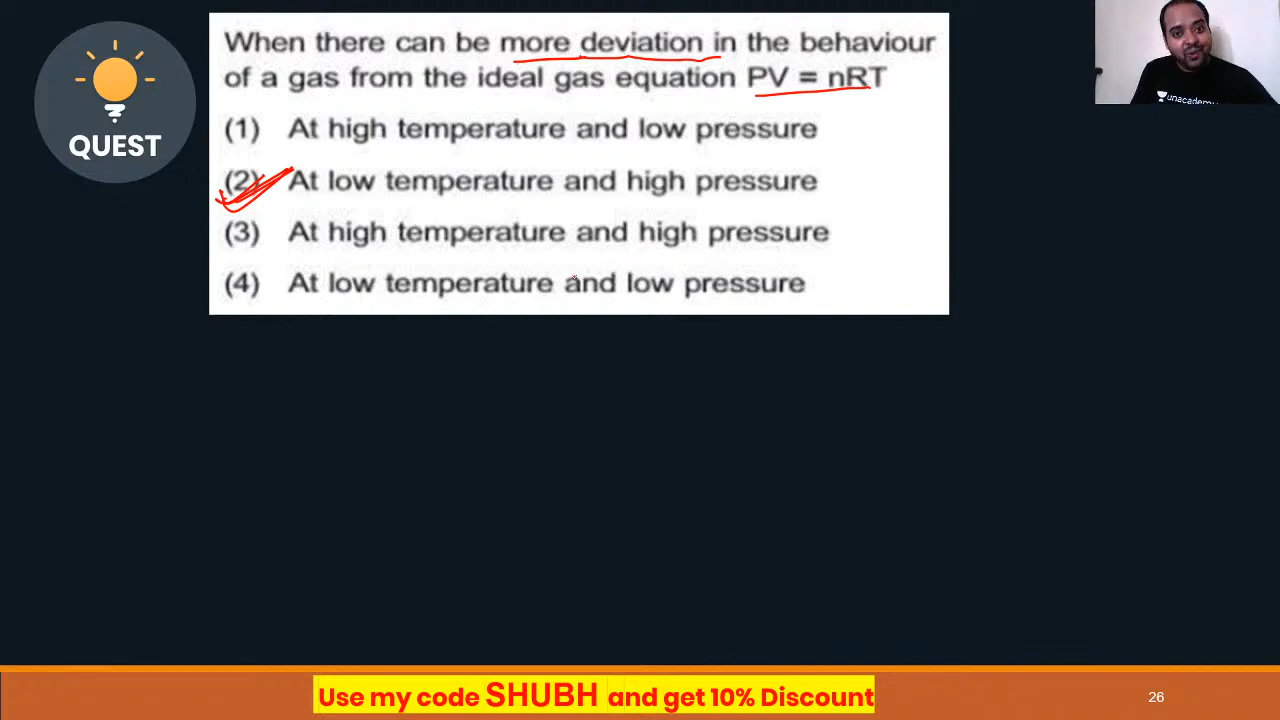 QUEST
When there can be more deviation in the behaviour
of a gas from the ideal gas equation PV = nRT
(1) At high temperature and low pressure
(2) At low temperature and high pressure
(3) At high temperature and high pressure
(4) At low temperature and low pressure
unacademy
Use my code SHUBH and get 10% Discount
26